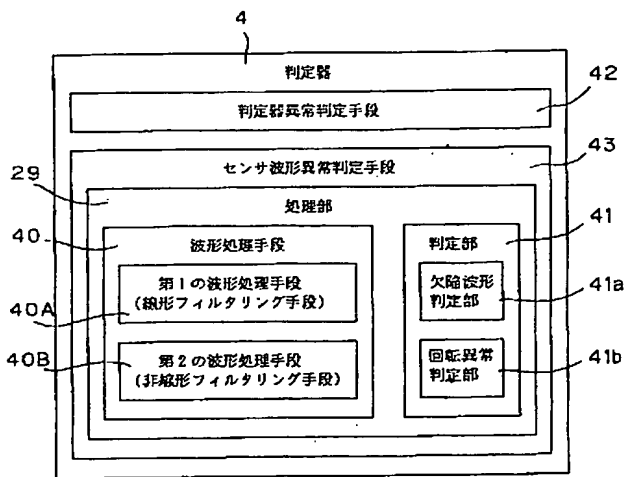 4
判定器
42
判定器異常判定手段
43
センサ波形異常判定手段
29
処理部
40
波形処理手段
41
判定部
第1の波形処理手段
(線形フィルタリング手段)
40A
欠陥波形
判定部
41a
第2の波形処理手段
(非線形フィルタリング手段)
40B
回転異常
判定部
41b